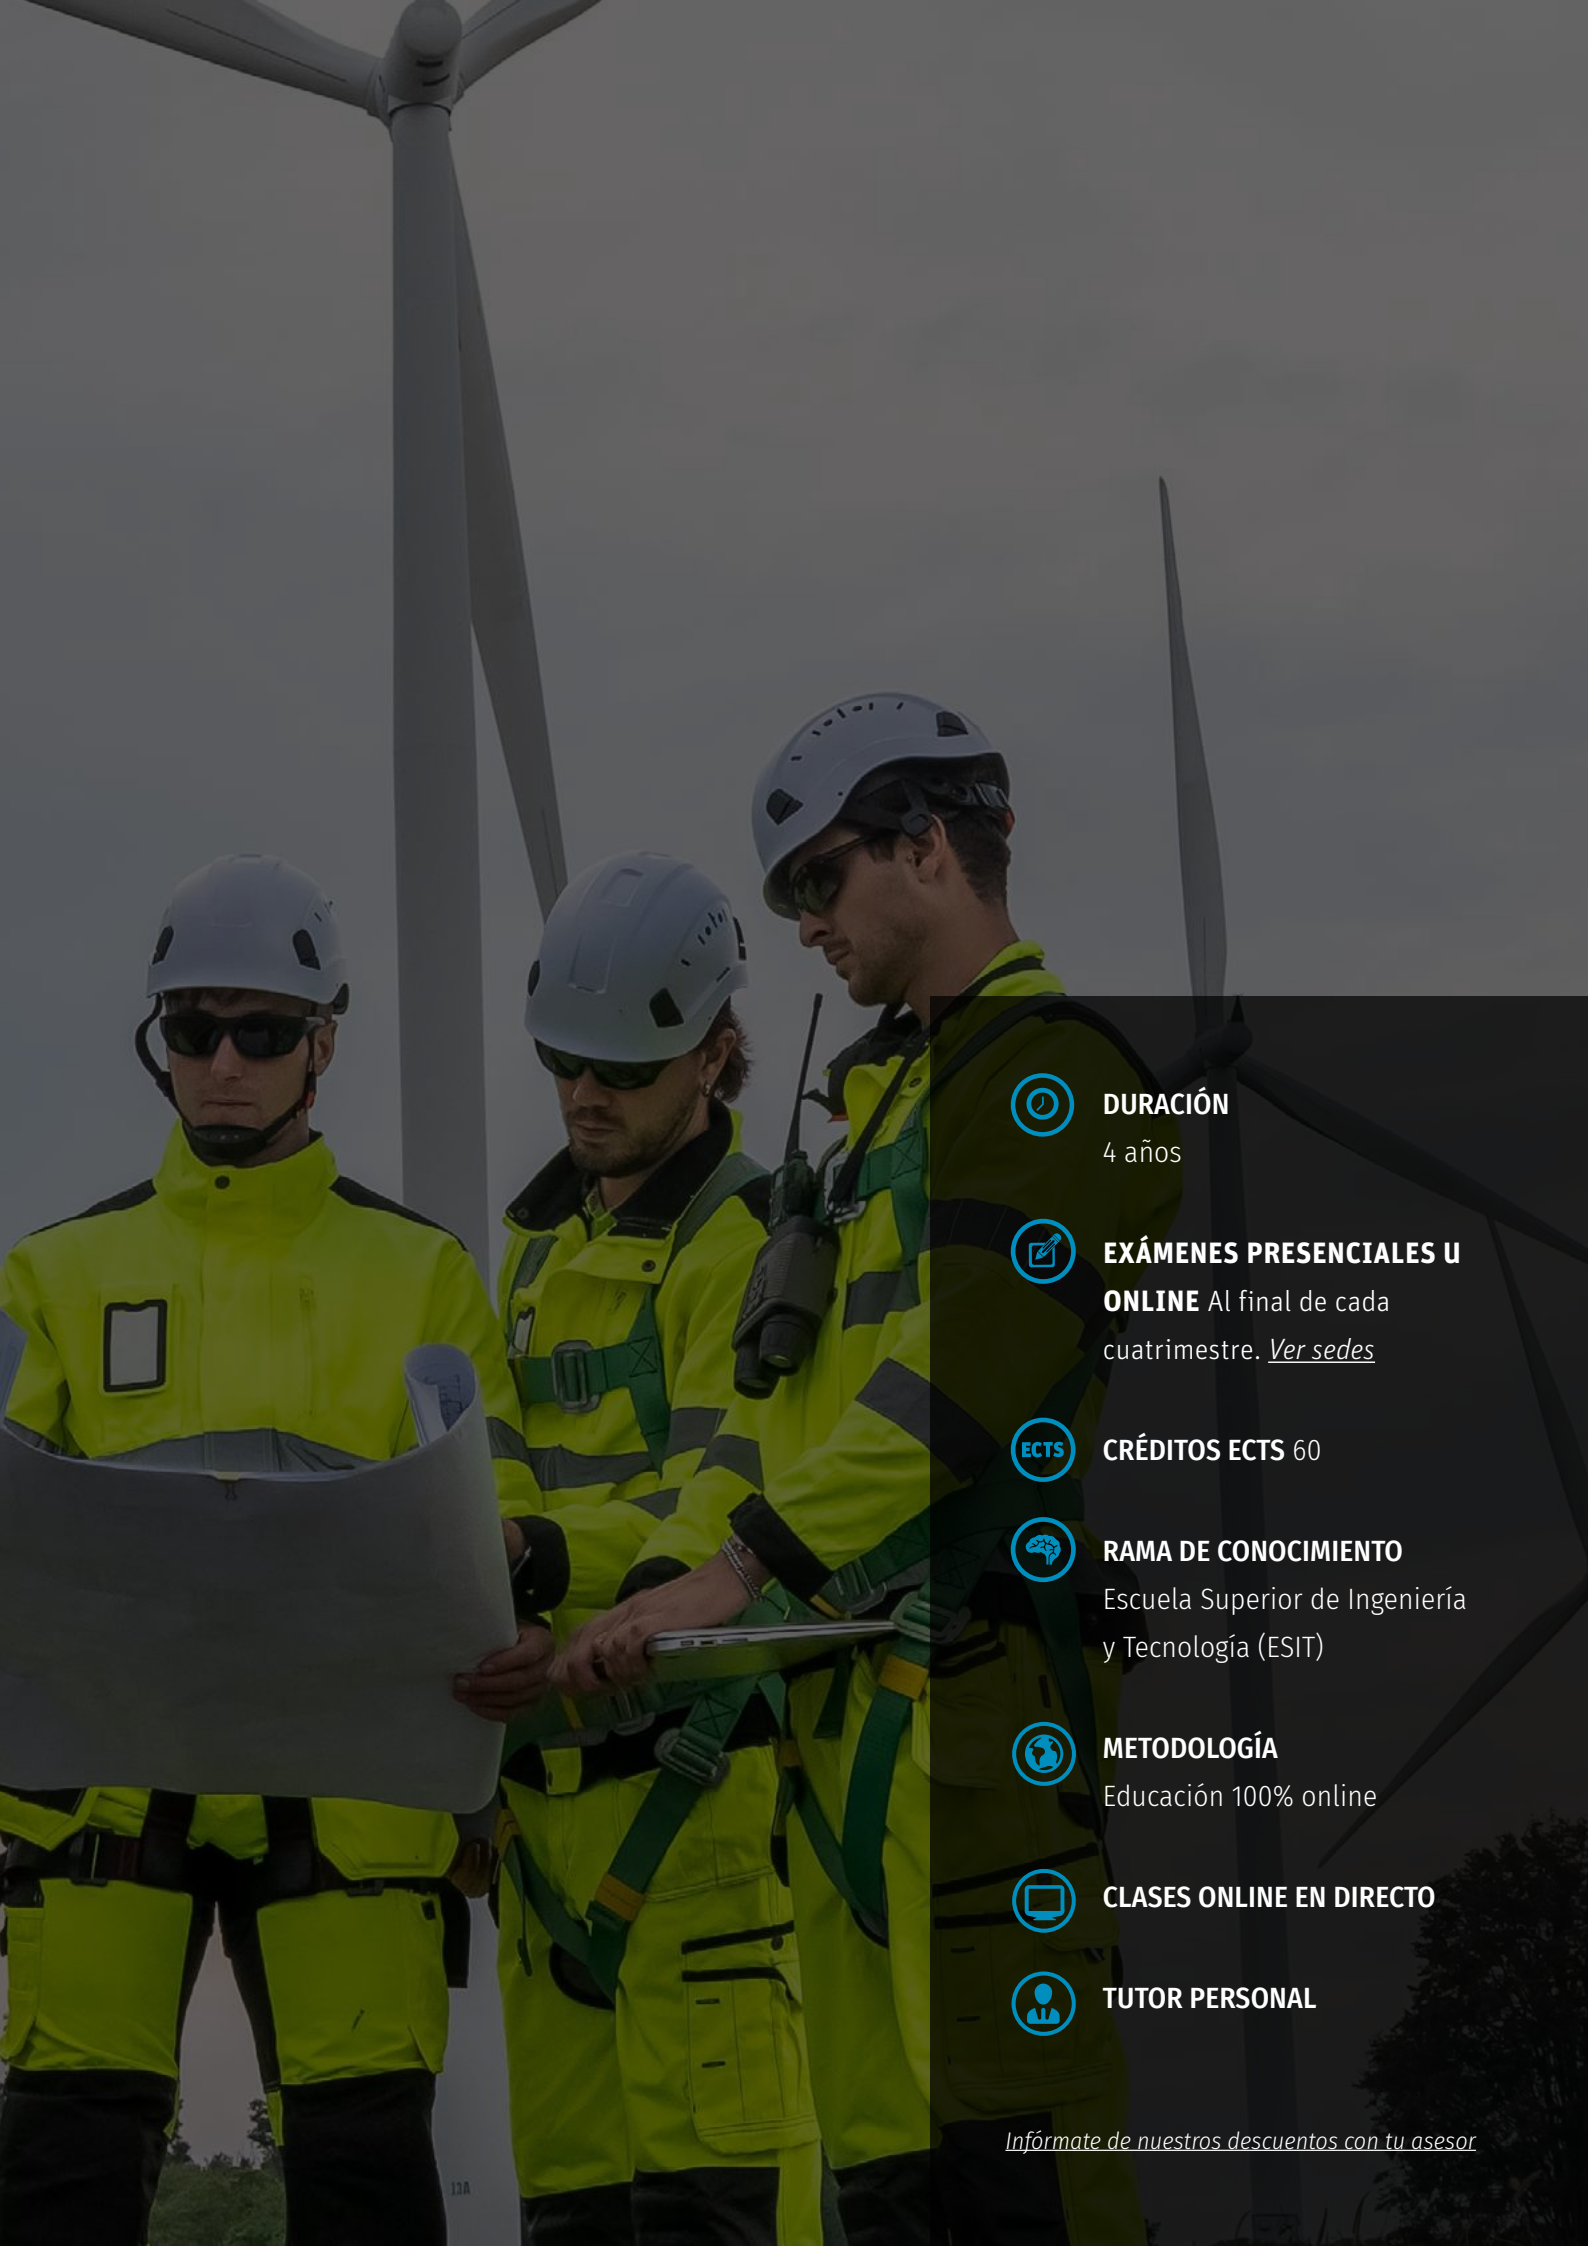 DURACIÓN
4 años
EXÁMENES PRESENCIALES U
ONLINE Al final de cada
cuatrimestre. Ver sedes
ECTS
CRÉDITOS ECTS 60
RAMA DE CONOCIMIENTO
Escuela Superior de Ingeniería
y Tecnología (ESIT)
METODOLOGÍA
Educación 100% online
CLASES ONLINE EN DIRECTO
TUTOR PERSONAL
Infórmate de nuestros descuentos con tu asesor
13A